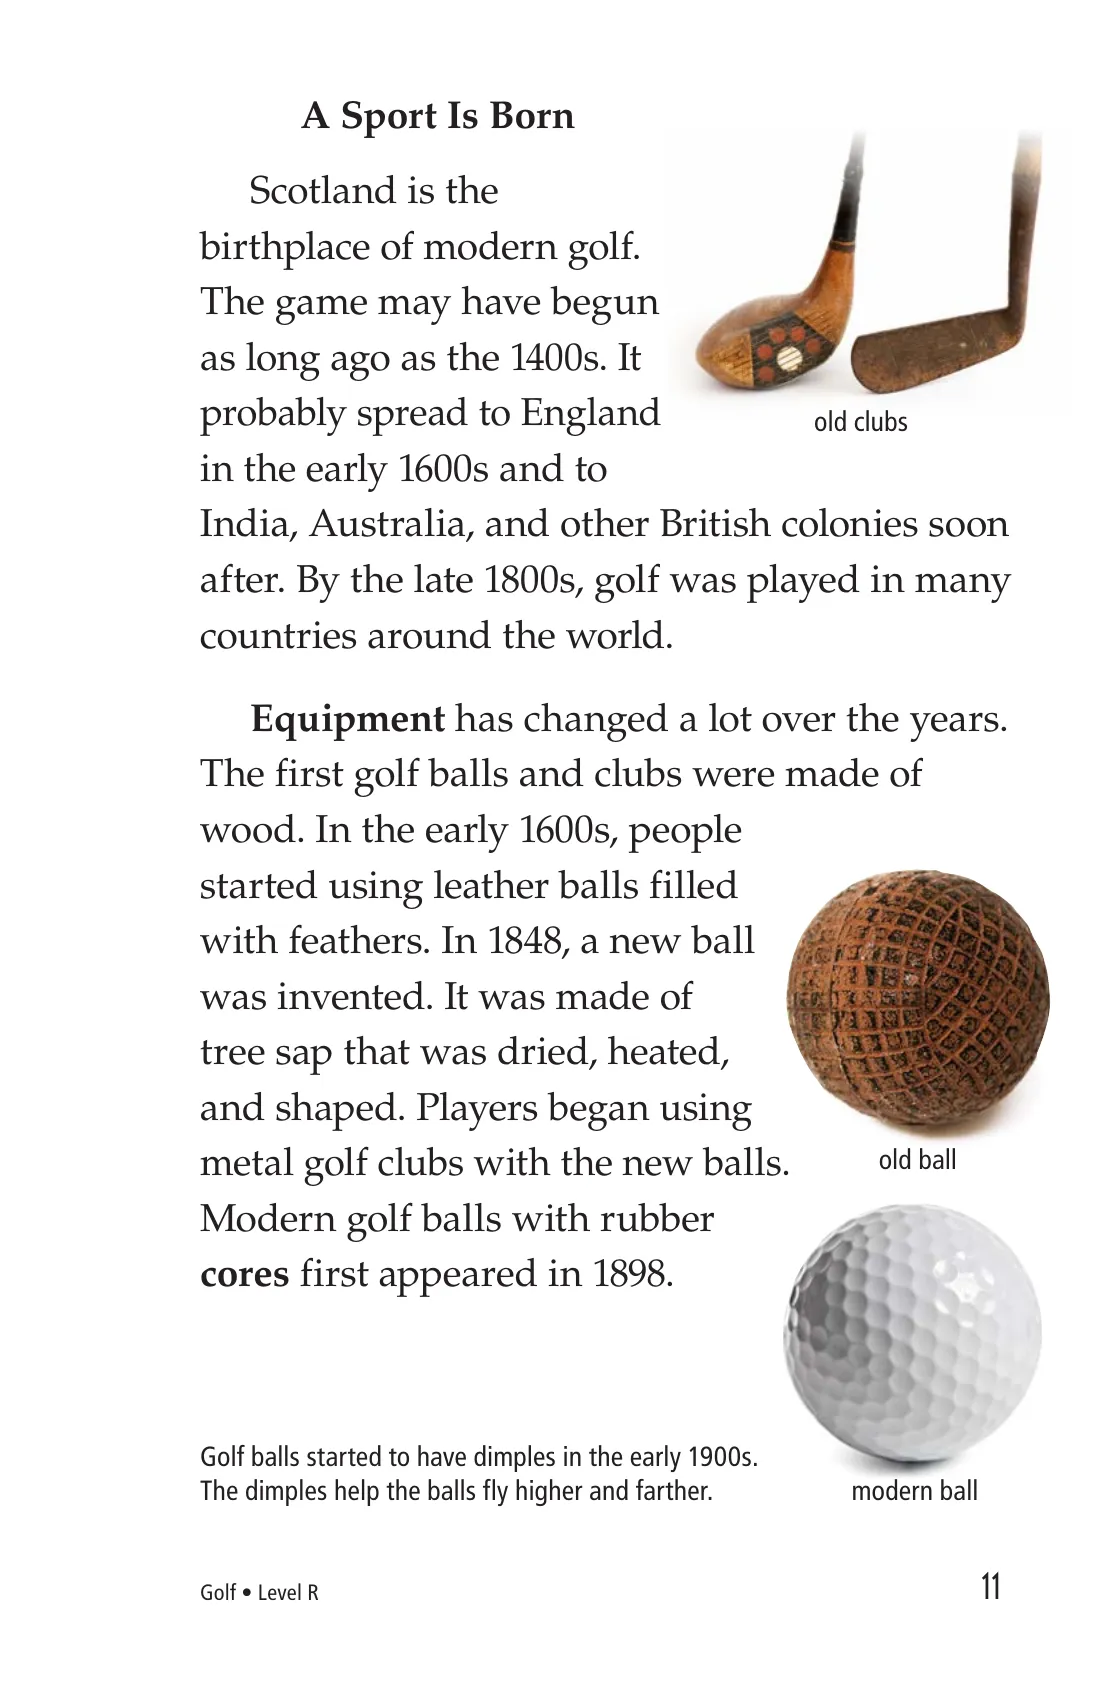 A Sport Is Born
Scotland is the
birthplace of modern golf.
The game may have begun
as long ago as the 1400s. It
probably spread to England
in the early 1600s and to
India, Australia, and other British colonies soon
after. By the late 1800s, golf was played in many
countries around the world.
old clubs
Equipment has changed a lot over the years.
The first golf balls and clubs were made of
wood. In the early 1600s, people
started using leather balls filled
with feathers. In 1848, a new ball
was invented. It was made of
tree sap that was dried, heated,
and shaped. Players began using
metal golf clubs with the new balls.
Modern golf balls with rubber
cores first appeared in 1898.
old ball
modern ball
Golf balls started to have dimples in the early 1900s.
The dimples help the balls fly higher and farther.
Golf • Level R
11